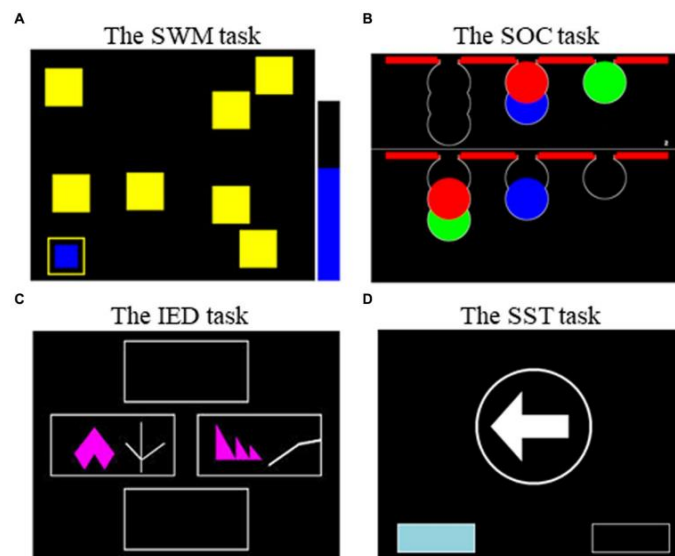 A
The SWM task
B
The SOC task
C
The IED task
D
The SST task